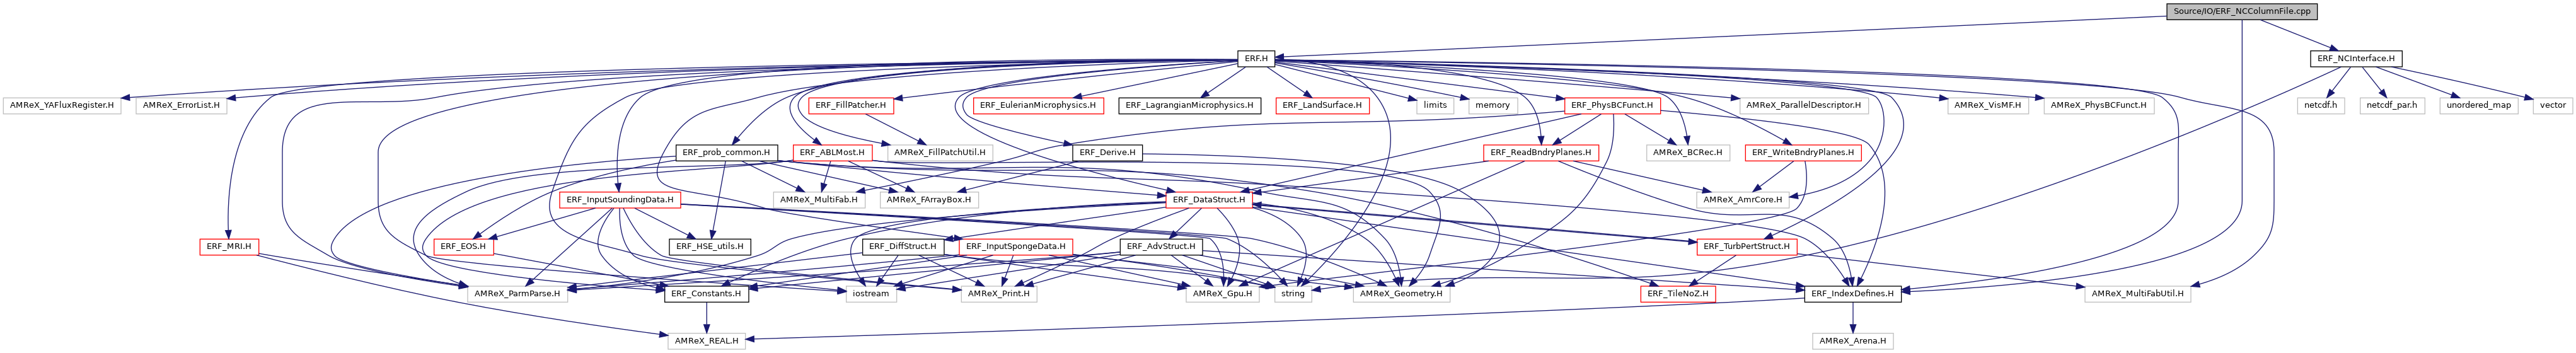 Source/IO/ERF_NCColumnFile.cpp
ERF.H
ERF_NCInterface.H
AMReX_YAFluxRegister.H
AMReX_ErrorList.H
ERF_FillPatcher.H
ERF_EulerianMicrophysics.H
ERF_LagrangianMicrophysics.H
ERF_LandSurface.H
limits
memory
ERF_PhysBCFunct.H
AMReX_ParallelDescriptor.H
AMReX_VisMF.H
AMReX_PhysBCFunct.H
netcdf.h
netcdf_par.h
unordered_map
vector
ERF_prob_common.H
ERF_ABLMost.H
AMReX_FillPatchUtil.H
ERF_Derive.H
ERF_ReadBndryPlanes.H
AMReX_BCRec.H
ERF_WriteBndryPlanes.H
ERF_InputSoundingData.H
AMReX_MultiFab.H
AMReX_FArrayBox.H
ERF_DataStruct.H
AMReX_AmrCore.H
ERF_MRI.H
ERF_EOS.H
ERF_HSE_utils.H
ERF_DiffStruct.H
ERF_InputSpongeData.H
ERF_AdvStruct.H
ERF_TurbPertStruct.H
AMReX_ParmParse.H
ERF_Constants.H
iostream
AMReX_Print.H
AMReX_Gpu.H
string
AMReX_Geometry.H
ERF_TileNoZ.H
ERF_IndexDefines.H
AMReX_MultiFabUtil.H
AMReX_REAL.H
AMReX_Arena.H